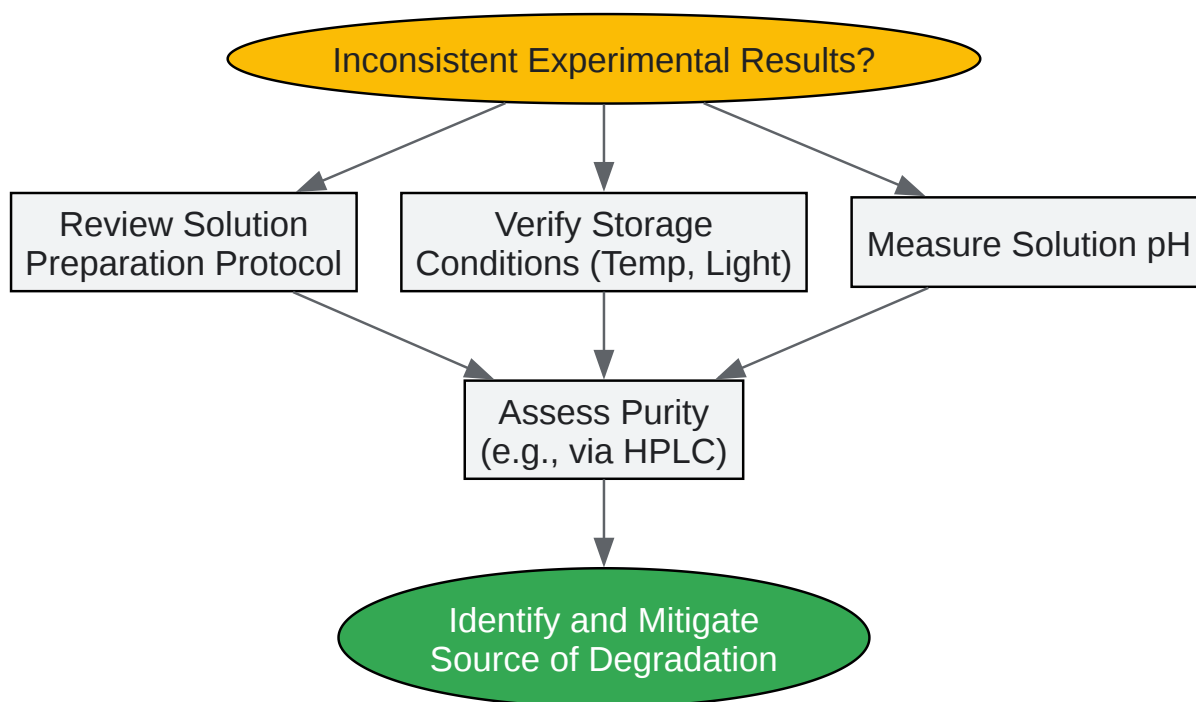 Inconsistent Experimental Results?
Review Solution
Preparation Protocol
Verify Storage
Conditions (Temp, Light)
Measure Solution pH
Assess Purity
(e.g., via HPLC)
Identify and Mitigate
Source of Degradation